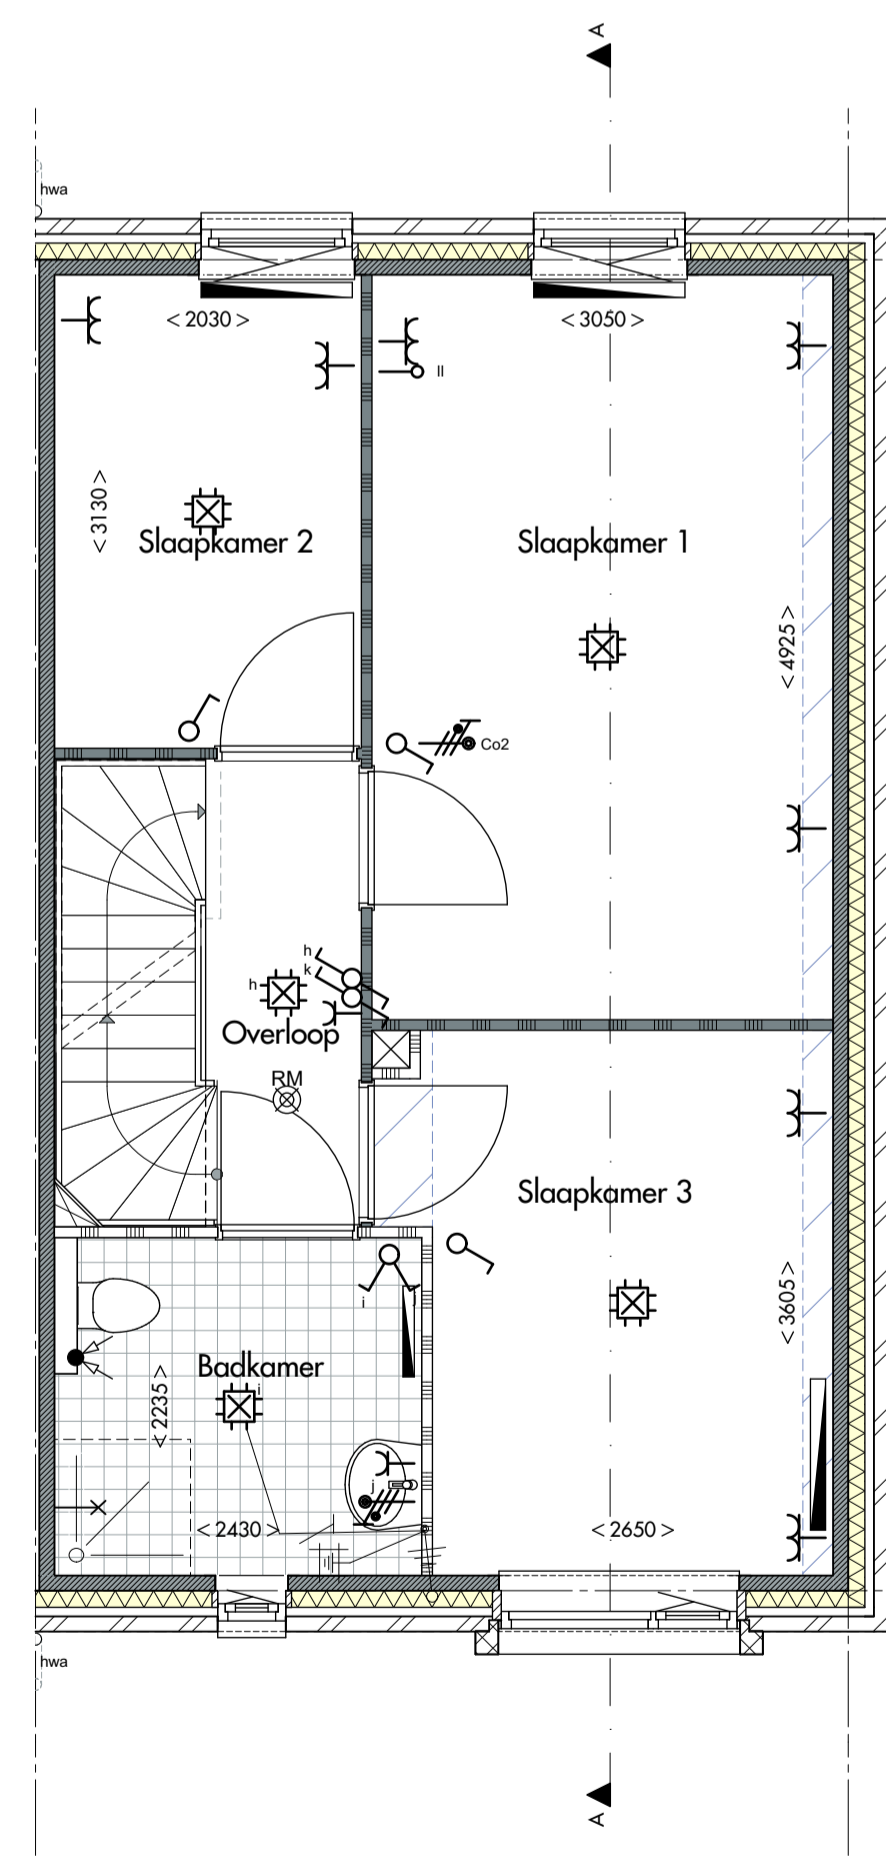 A
hwa
< 2030 >
< 3050 >
II
< 3130 >
Slaapkamer 2
Slaapkamer 1
< 4925 >
Co2
h
k
h
Overloop
RM
Slaapkamer 3
i
j
< 3605 >
Badkamer
i
< 2235 >
j
< 2430 >
< 2650 >
hwa
A